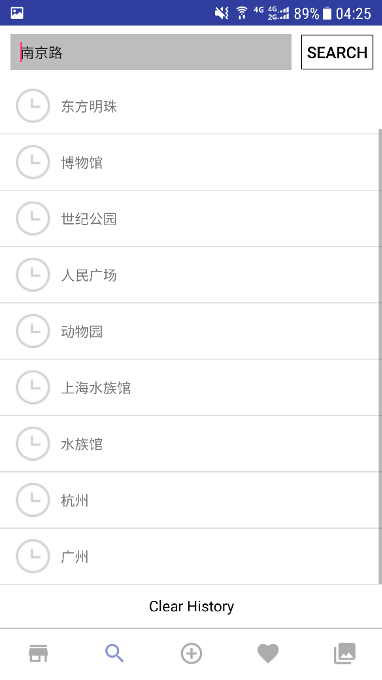 4G 4G 2G 89% 04:25
南京路 SEARCH
东方明珠
博物馆
世纪公园
人民广场
动物园
上海水族馆
水族馆
杭州
广州
Clear History